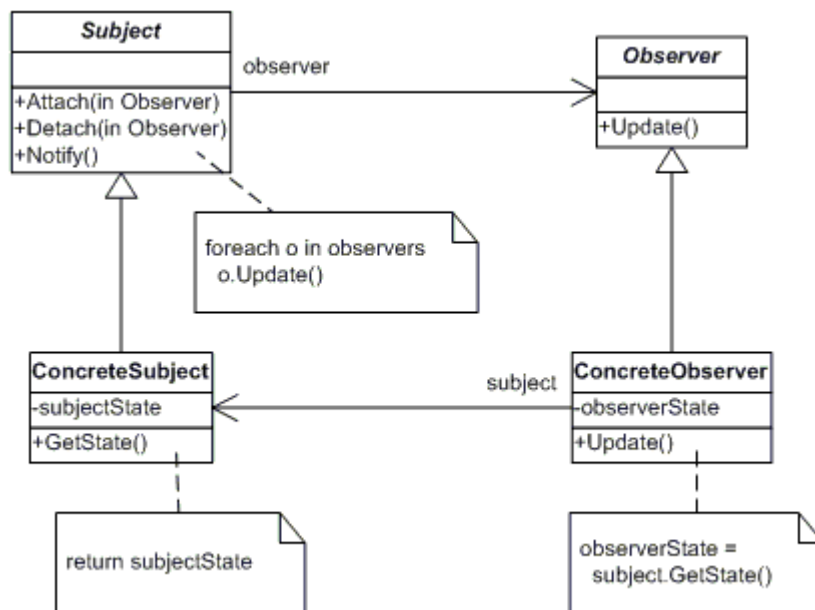 Subject
+Attach(in Observer)
+Detach(in Observer)
+Notify()
observer
Observer
+Update()
foreach o in observers
o.Update()
ConcreteSubject
-subjectState
+GetState()
subject
ConcreteObserver
-observerState
+Update()
return subjectState
observerState =
subject.GetState()